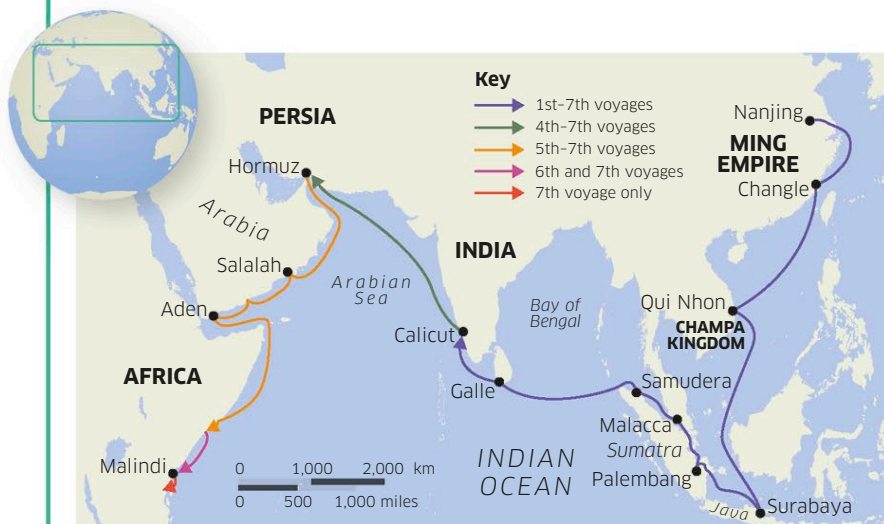 Key
1st–7th voyages
4th–7th voyages
5th–7th voyages
6th and 7th voyages
7th voyage only
PERSIA
Hormuz
Arabia
Salalah
Aden
Arabian
Sea
INDIA
Calicut
Galle
Bay of
Bengal
Nanjing
MING
EMPIRE
Changle
Qui Nhon
CHAMPA
KINGDOM
Samudera
Malacca
Sumatra
Palembang
Java
Surabaya
AFRICA
Malindi
INDIAN
OCEAN
0 1,000 2,000 km
0 500 1,000 miles